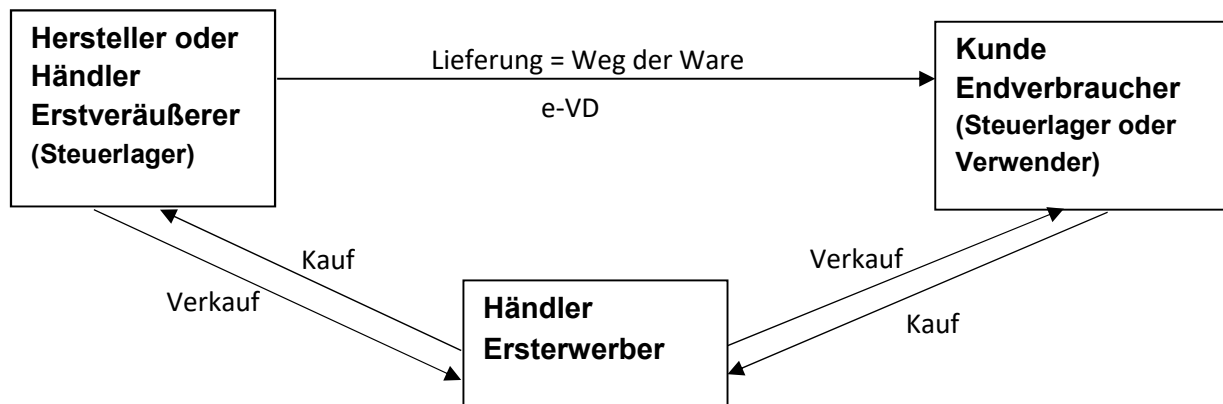 Hersteller oder
Händler
Erstveräußerer
(Steuerlager)
Lieferung = Weg der Ware
e-VD
Kunde
Endverbraucher
(Steuerlager oder
Verwender)
Kauf
Verkauf
Verkauf
Kauf
Händler
Ersterwerber